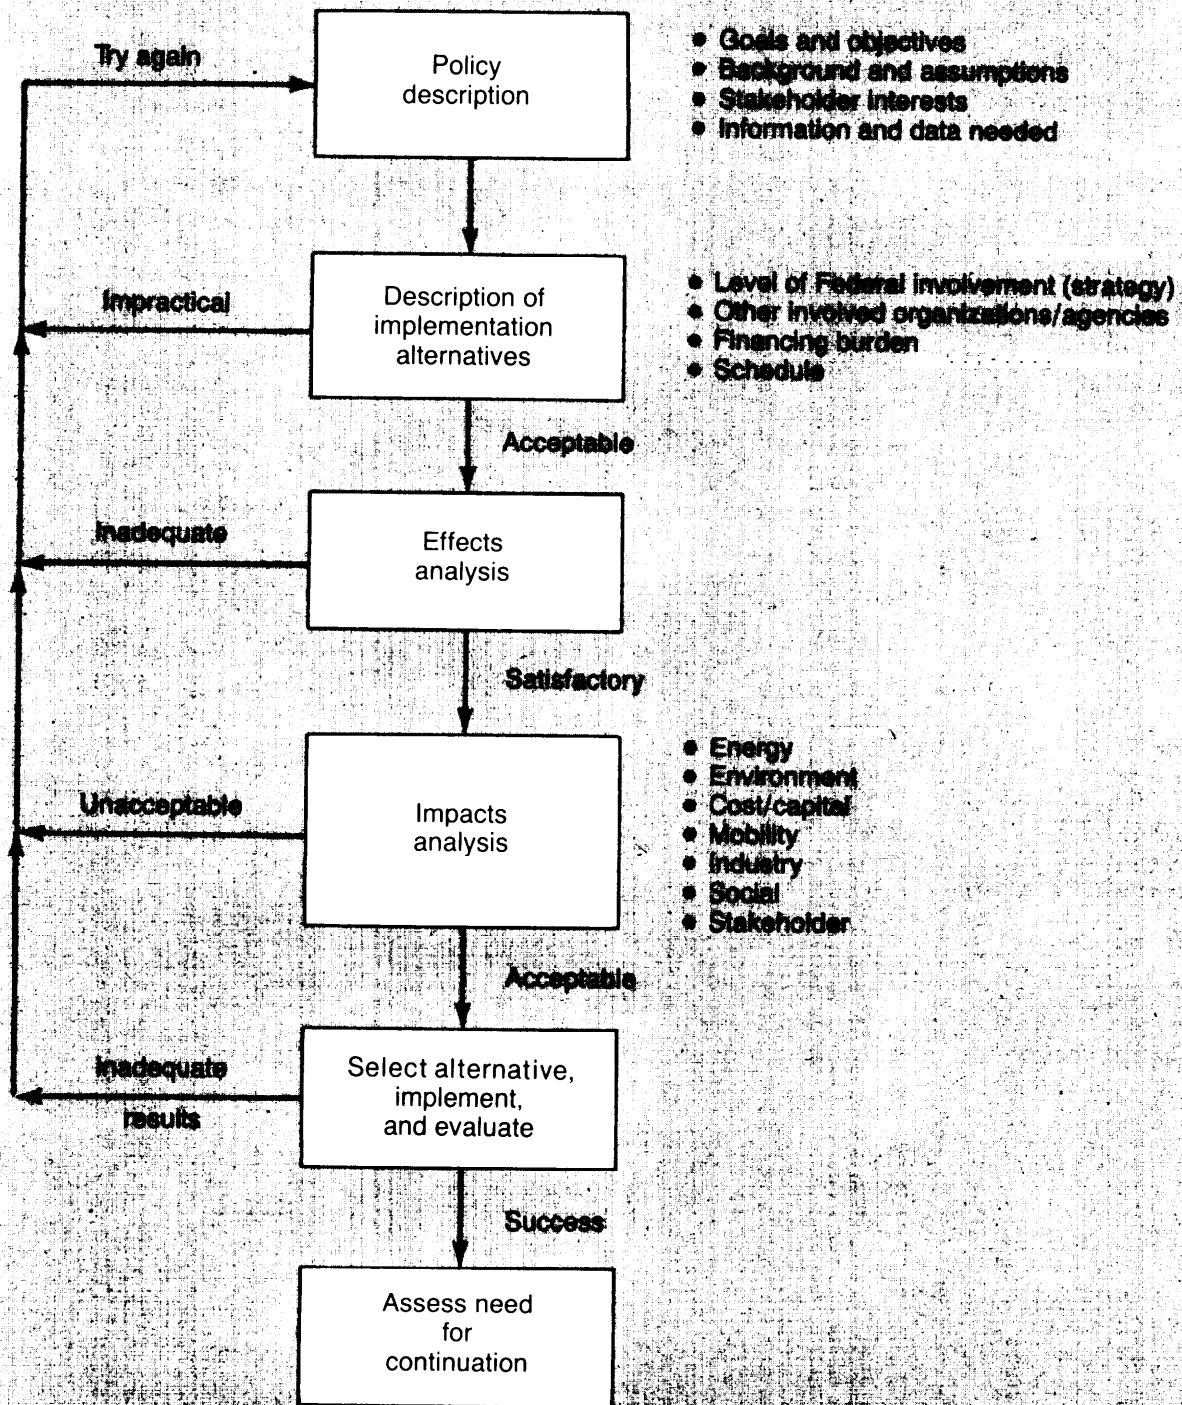 Try again
Policy
description
• Goals and objectives
• Background and assumptions
• Stakeholder interests
• Information and data needed
Impractical
Description of
implementation
alternatives
• Level of Federal involvement (strategy)
• Other involved organizations/agencies
• Financing burden
• Schedule
Acceptable
Inadequate
Effects
analysis
Satisfactory
Unacceptable
Impacts
analysis
• Energy
• Environment
• Cost/capital
• Mobility
• Industry
• Social
• Stakeholder
Acceptable
Inadequate
results
Select alternative,
implement,
and evaluate
Success
Assess need
for
continuation